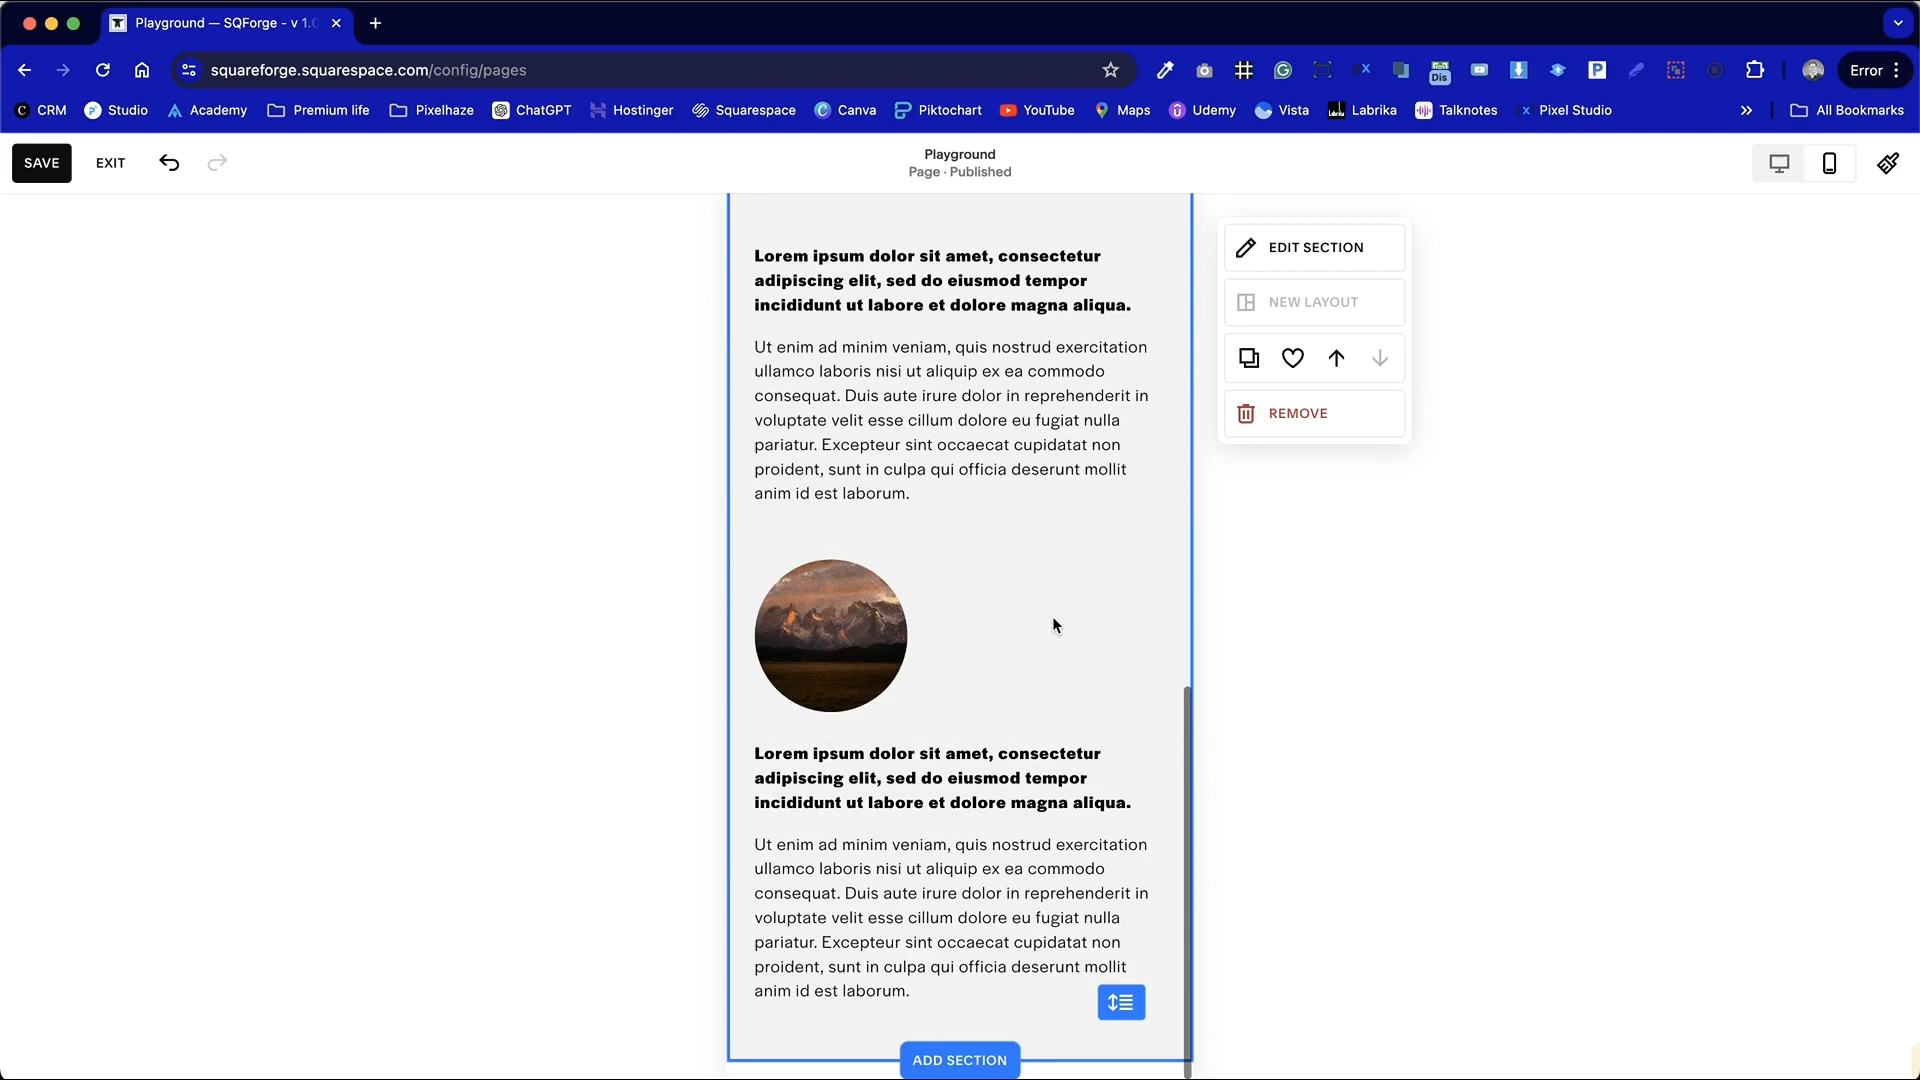 Playground — SQForge - v 1.0
squareforge.squarespace.com/config/pages
Dis
Error
CRM
Studio
Academy
Premium life
Pixelhaze
ChatGPT
Hostinger
Squarespace
Canva
Piktochart
YouTube
Maps
Udemy
Vista
Labrika
Talknotes
Pixel Studio
All Bookmarks
SAVE
EXIT
Playground
Page · Published
Lorem ipsum dolor sit amet, consectetur
adipiscing elit, sed do eiusmod tempor
incididunt ut labore et dolore magna aliqua.
Ut enim ad minim veniam, quis nostrud exercitation
ullamco laboris nisi ut aliquip ex ea commodo
consequat. Duis aute irure dolor in reprehenderit in
voluptate velit esse cillum dolore eu fugiat nulla
pariatur. Excepteur sint occaecat cupidatat non
proident, sunt in culpa qui officia deserunt mollit
anim id est laborum.
EDIT SECTION
NEW LAYOUT
REMOVE
Lorem ipsum dolor sit amet, consectetur
adipiscing elit, sed do eiusmod tempor
incididunt ut labore et dolore magna aliqua.
Ut enim ad minim veniam, quis nostrud exercitation
ullamco laboris nisi ut aliquip ex ea commodo
consequat. Duis aute irure dolor in reprehenderit in
voluptate velit esse cillum dolore eu fugiat nulla
pariatur. Excepteur sint occaecat cupidatat non
proident, sunt in culpa qui officia deserunt mollit
anim id est laborum.
ADD SECTION